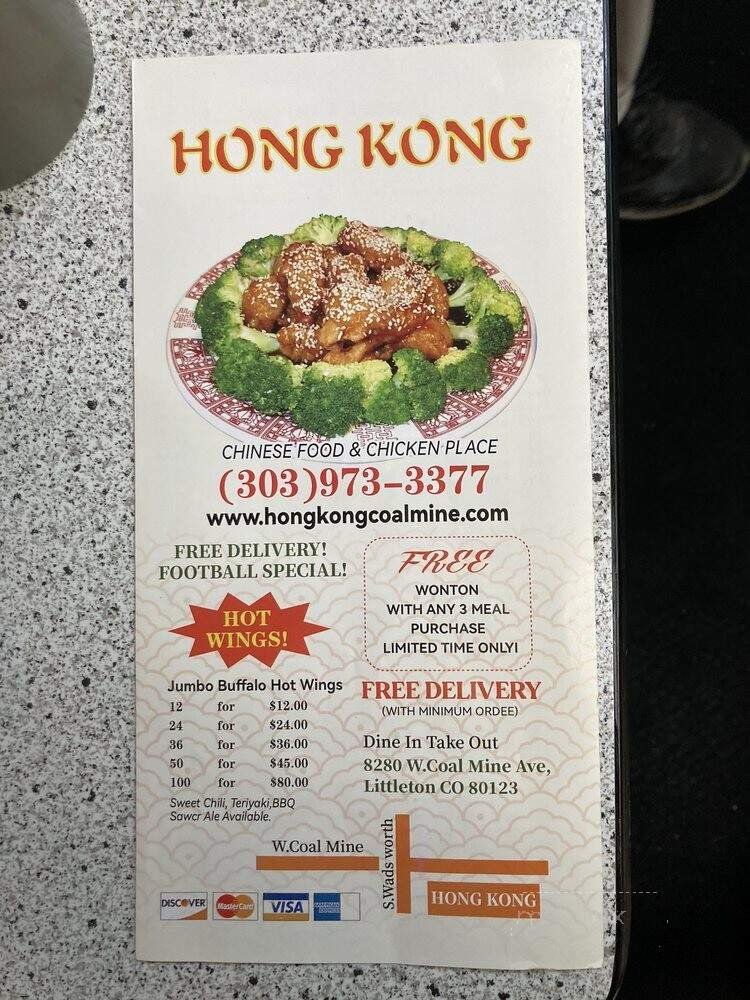 HONG KONG
CHINESE FOOD & CHICKEN PLACE
(303)973-3377
www.hongkongcoalmine.com
FREE DELIVERY!
FOOTBALL SPECIAL!
HOT
WINGS!
Jumbo Buffalo Hot Wings
12 for $12.00
24 for $24.00
36 for $36.00
50 for $45.00
100 for $80.00
Sweet Chili, Teriyaki,BBQ
Sawcr Ale Available.
FREE
WONTON
WITH ANY 3 MEAL
PURCHASE
LIMITED TIME ONLY!
FREE DELIVERY
(WITH MINIMUM ORDEE)
Dine In Take Out
8280 W.Coal Mine Ave,
Littleton CO 80123
W.Coal Mine
S.Wads worth
HONG KONG
DISCOVER
MasterCard
VISA
AMERICAN
EXPRESS